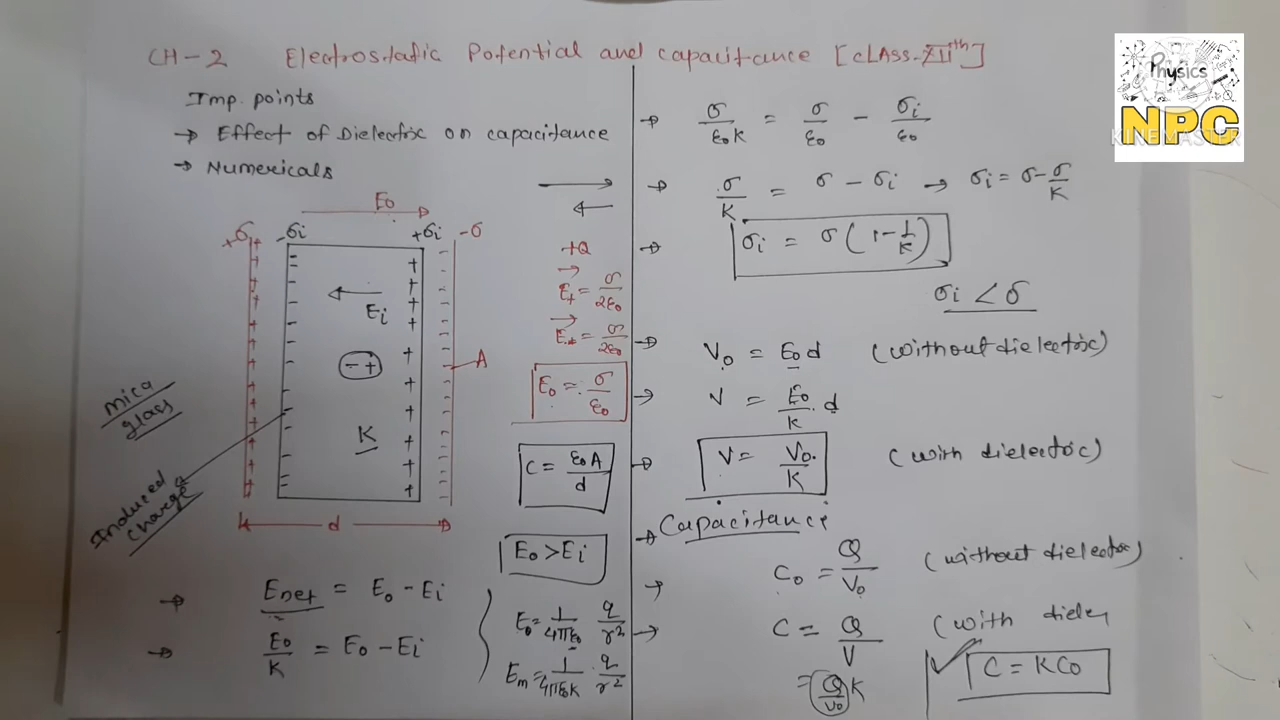 CH-2 Electrostatic Potential and capacitance [cLASS-XIIth]
Imp. points
→ Effect of Dielectric on capacitance
→ Numericals
E₀
+σ -σi +σi -σ
Ei
-+
K
A
mica
glass
Induced
charge
d
→ Enet = E₀ - Ei
→ E₀/K = E₀ - Ei
+Q
E₊ = σ/2ε₀
= σ/2ε₀
E₀ = σ/ε₀
C = ε₀A/d
E₀ > Ei
E₀ = 1/4πε₀ q/r²
Em = 1/4πε₀K · q/r²
→ σ/ε₀K = σ/ε₀ - σi/ε₀
→ σ/K = σ - σi → σi = σ - σ/K
→ σi = σ(1 - 1/K)
σi < σ
→ V₀ = E₀d (without dielectric)
→ V = E₀/K · d
→ V = V₀/K (with dielectric)
→ Capacitance
→ C₀ = Q/V₀ (without dielectric)
→ C = Q/V (with dielec
= Q/V₀ K
✓ C = KC₀
Physics
NPC
KINEMASTER